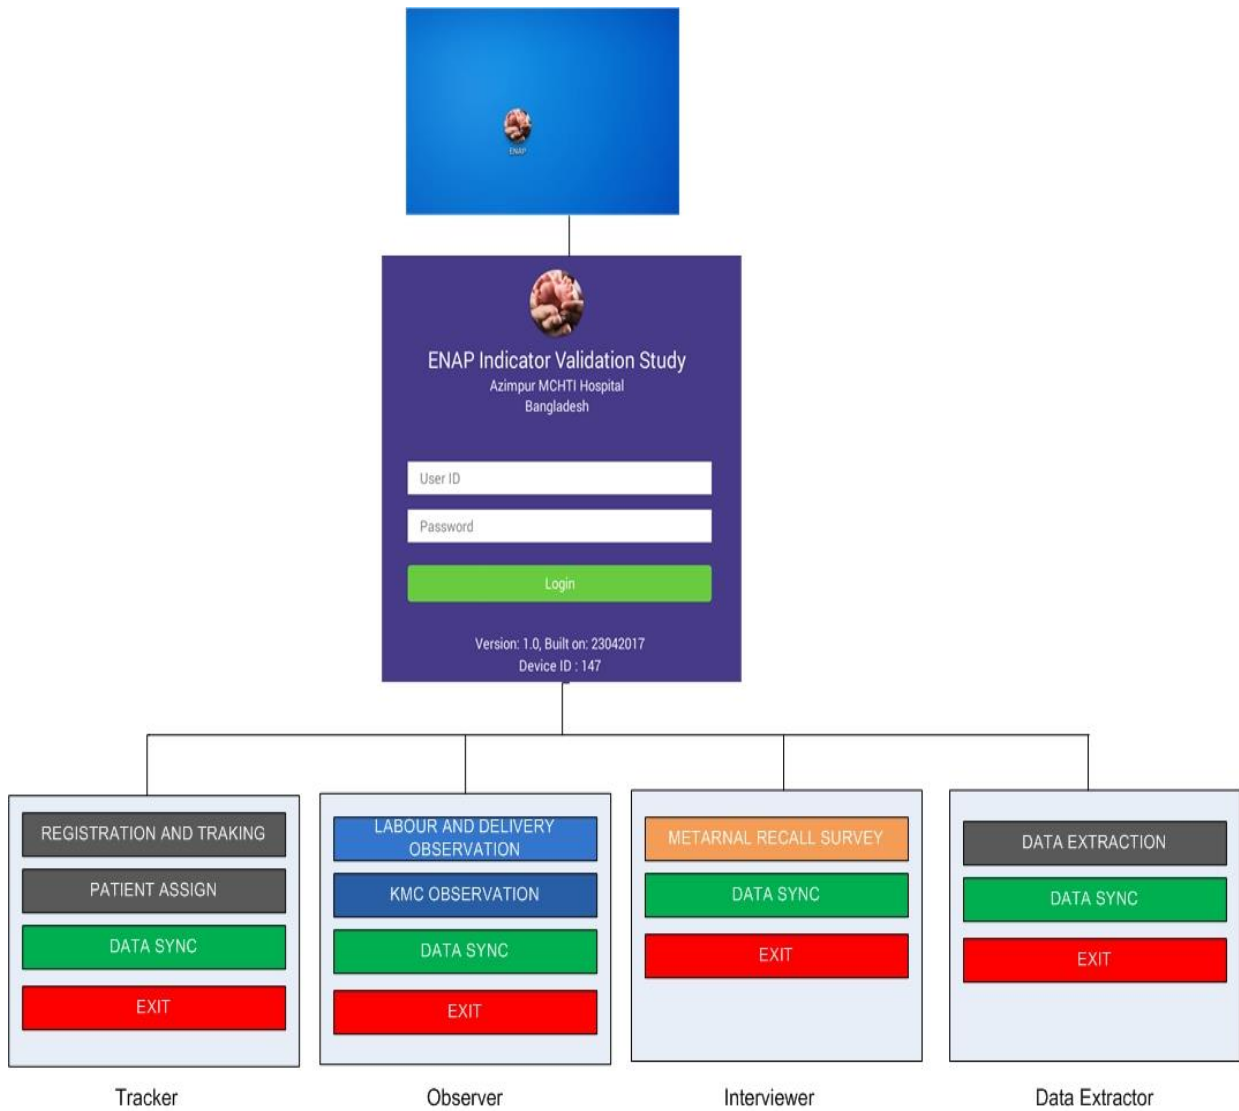 ENAP
ENAP Indicator Validation Study
Azimpur MCHTI Hospital
Bangladesh
User ID
Password
Login
Version: 1.0, Built on: 23042017
Device ID : 147
REGISTRATION AND TRAKING
PATIENT ASSIGN
DATA SYNC
EXIT
Tracker
LABOUR AND DELIVERY
OBSERVATION
KMC OBSERVATION
DATA SYNC
EXIT
Observer
METARNAL RECALL SURVEY
DATA SYNC
EXIT
Interviewer
DATA EXTRACTION
DATA SYNC
EXIT
Data Extractor